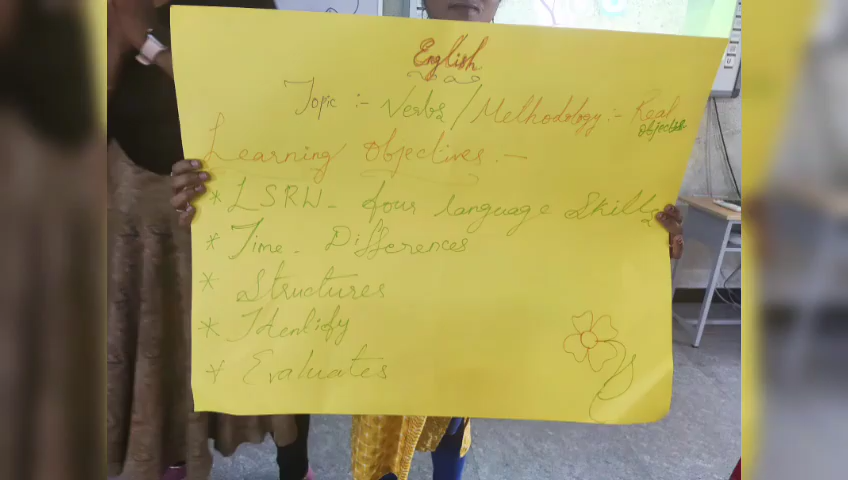 English
Topic :- Verbs / Methodology :- Real objects
Learning Objectives :-
* LSRW - four language Skills
* Time - Differences
* Structures
* Identify
* Evaluates